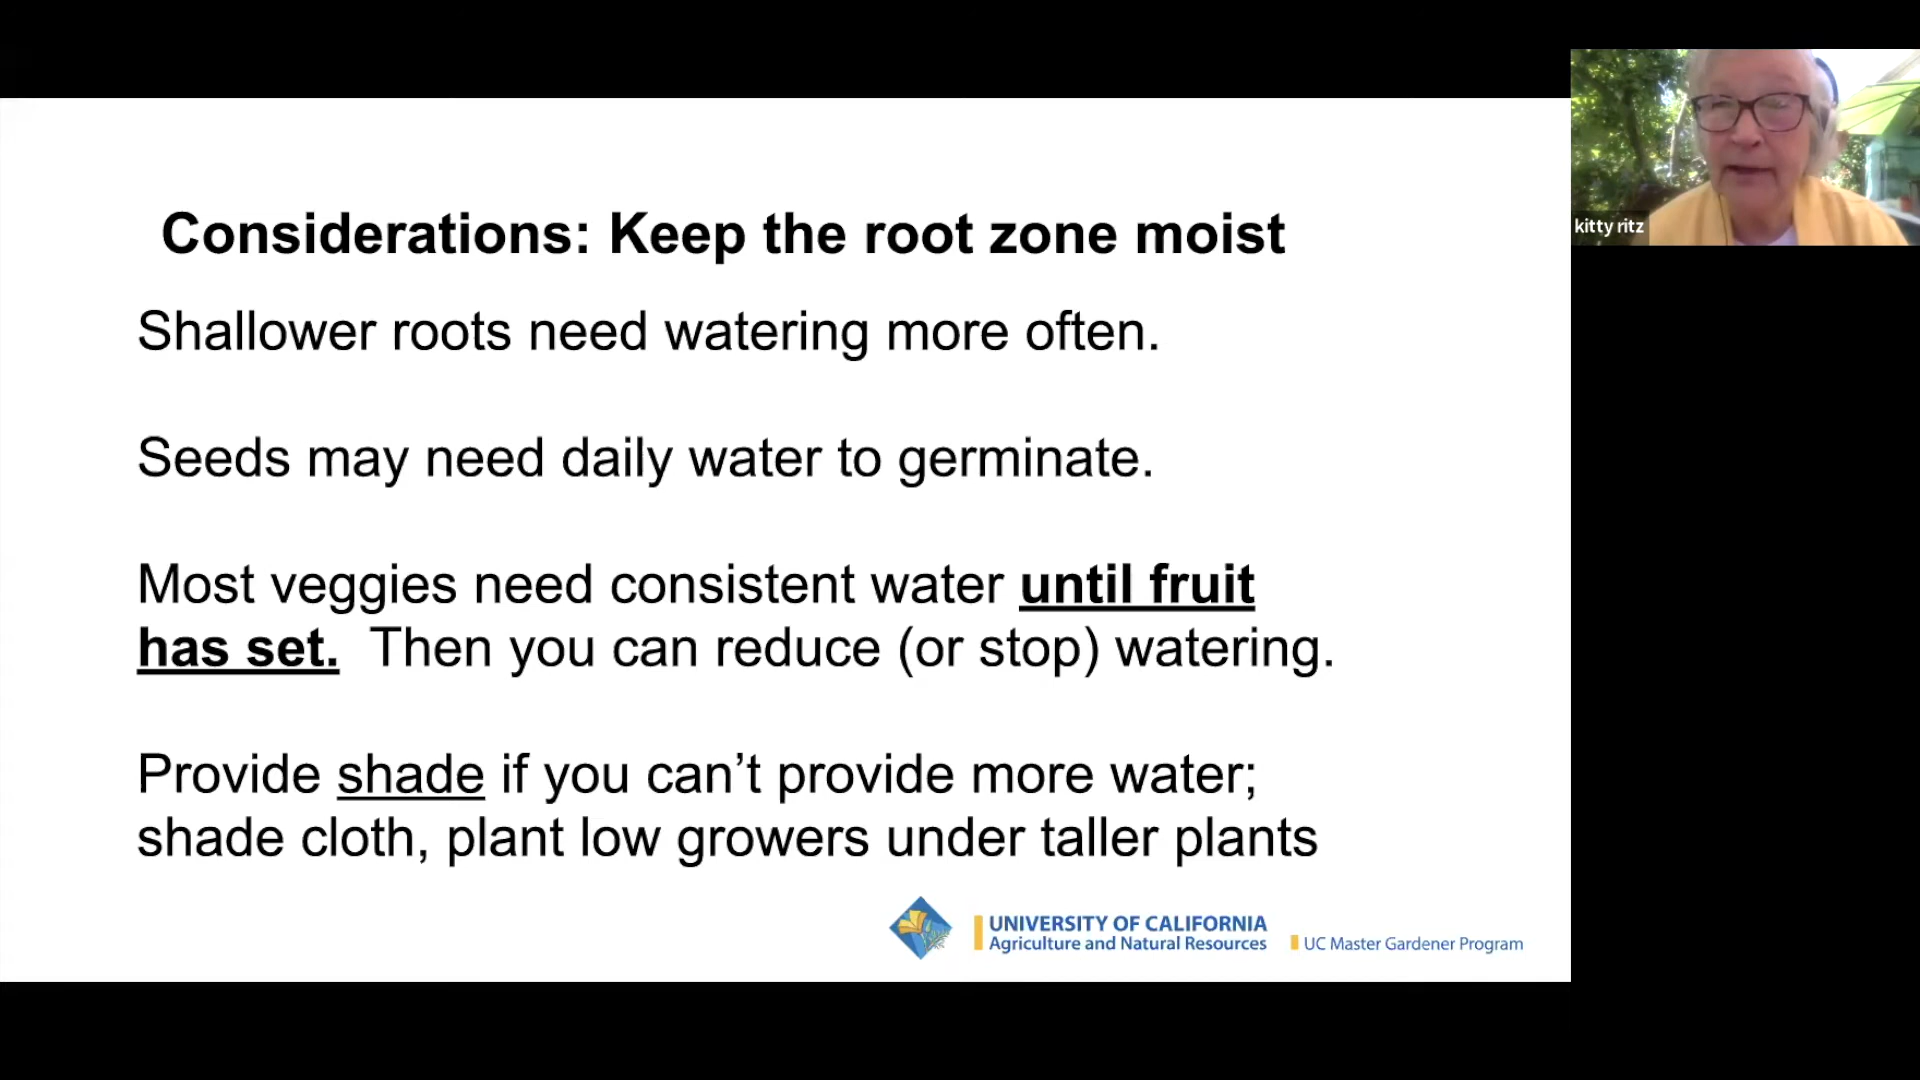 Considerations: Keep the root zone moist
Shallower roots need watering more often.
Seeds may need daily water to germinate.
Most veggies need consistent water until fruit
has set. Then you can reduce (or stop) watering.
Provide shade if you can’t provide more water;
shade cloth, plant low growers under taller plants
UNIVERSITY OF CALIFORNIA
Agriculture and Natural Resources
UC Master Gardener Program
kitty ritz